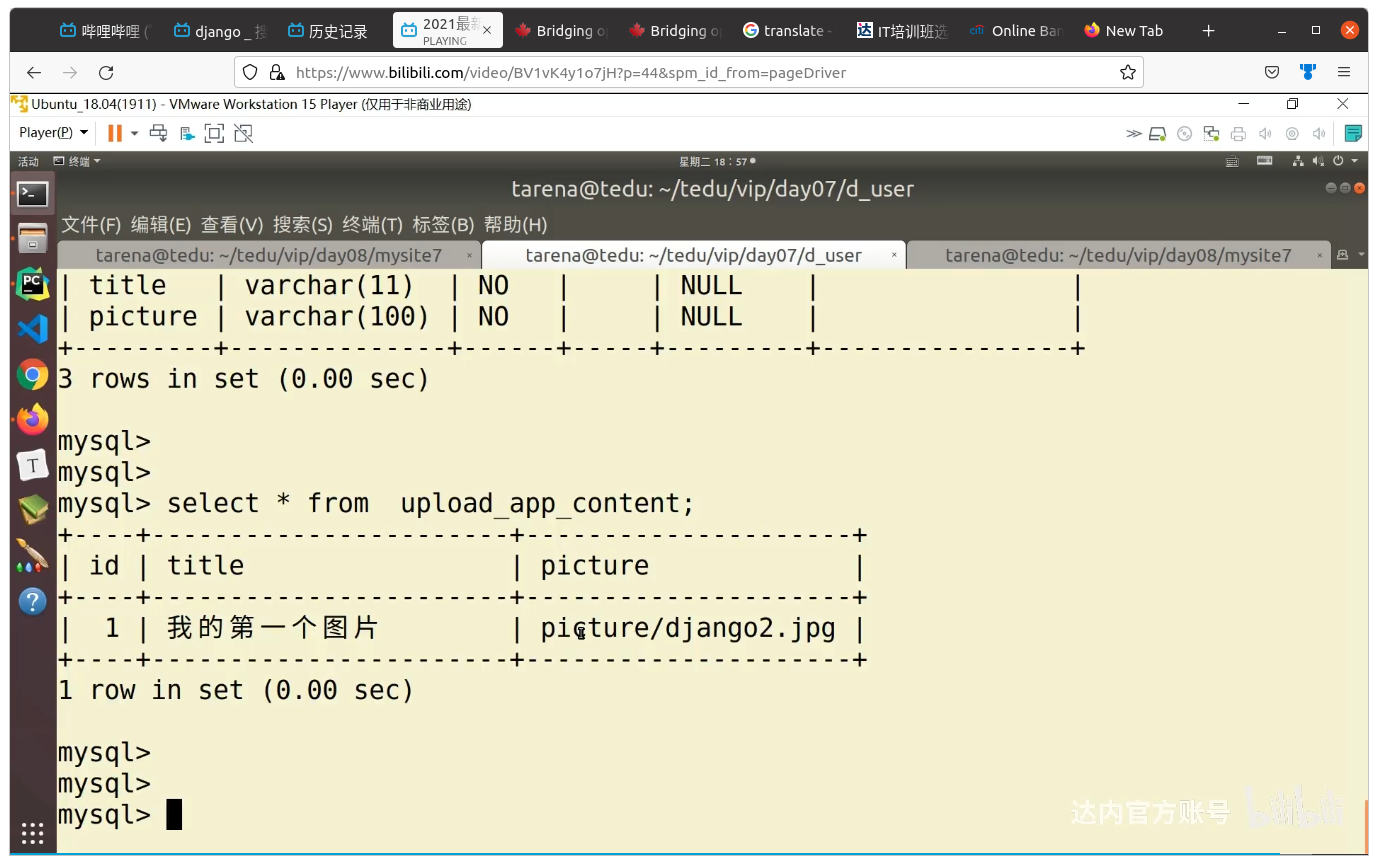 哔哩哔哩 (
django _ 搜
历史记录
2021最新
PLAYING
Bridging o
Bridging o
translate -
IT培训班选
Online Ban
New Tab
https://www.bilibili.com/video/BV1vK4y1o7jH?p=44&spm_id_from=pageDriver
Ubuntu_18.04(1911) - VMware Workstation 15 Player (仅用于非商业用途)
Player(P)
活动 终端 星期二 18:57
tarena@tedu: ~/tedu/vip/day07/d_user
文件(F) 编辑(E) 查看(V) 搜索(S) 终端(T) 标签(B) 帮助(H)
tarena@tedu: ~/tedu/vip/day08/mysite7 × tarena@tedu: ~/tedu/vip/day07/d_user × tarena@tedu: ~/tedu/vip/day08/mysite7 ×
| title   | varchar(11)  | NO   |     | NULL    |                |
| picture | varchar(100) | NO   |     | NULL    |                |
+---------+--------------+------+-----+---------+----------------+
3 rows in set (0.00 sec)
mysql>
mysql>
mysql> select * from  upload_app_content;
+----+-----------------------+---------------------+
| id | title                 | picture             |
+----+-----------------------+---------------------+
|  1 | 我的第一个图片         | picture/django2.jpg |
+----+-----------------------+---------------------+
1 row in set (0.00 sec)
mysql>
mysql>
mysql>
达内官方账号 bilibili